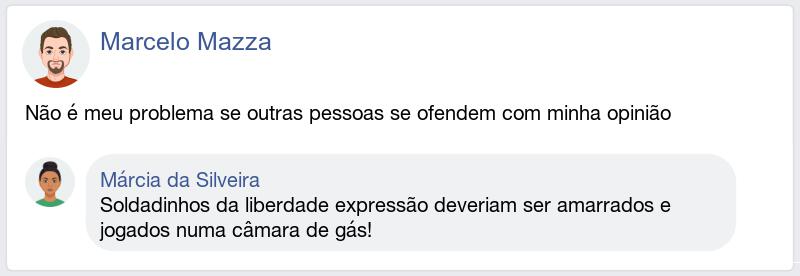 Marcelo Mazza
Não é meu problema se outras pessoas se ofendem com minha opinião
Márcia da Silveira
Soldadinhos da liberdade expressão deveriam ser amarrados e
jogados numa câmara de gás!